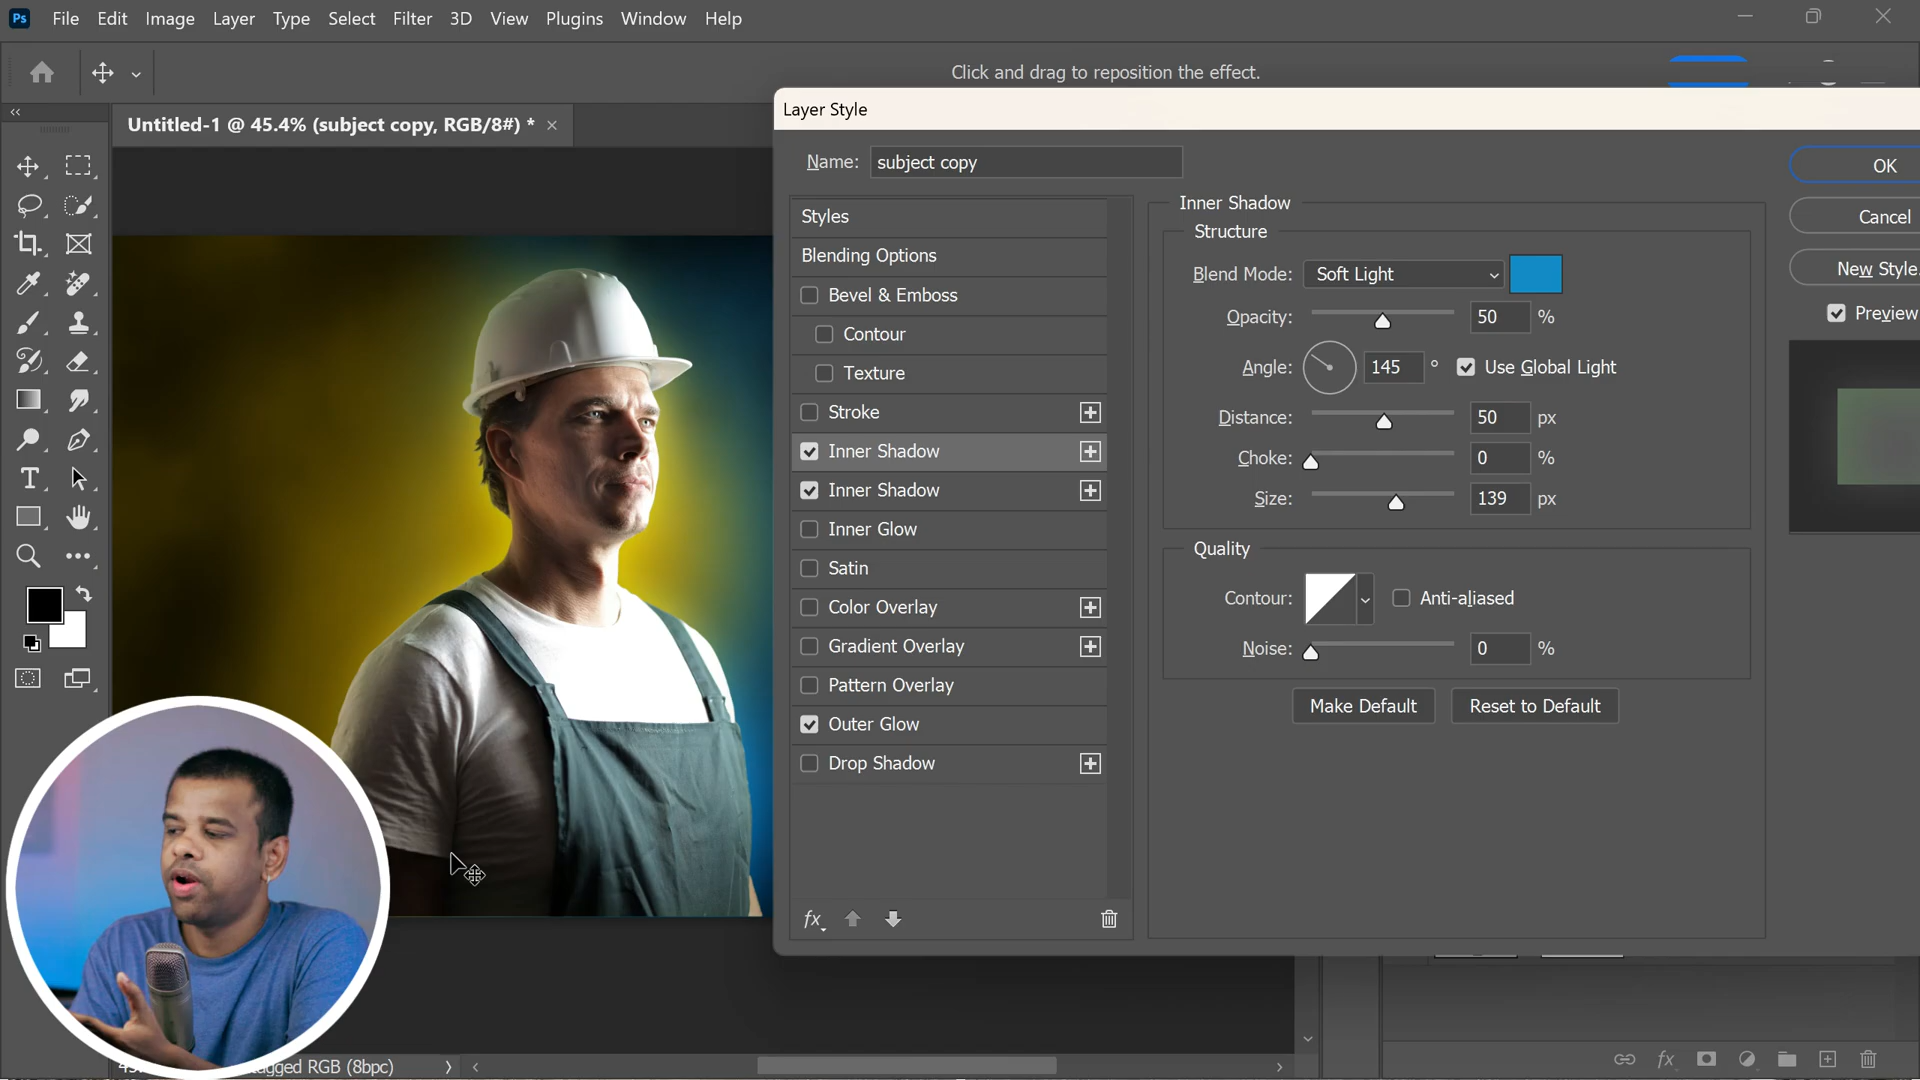 Ps File Edit Image Layer Type Select Filter 3D View Plugins Window Help
Click and drag to reposition the effect.
Untitled-1 @ 45.4% (subject copy, RGB/8#) *
Layer Style
Name: subject copy
Styles
Blending Options
Bevel & Emboss
Contour
Texture
Stroke
Inner Shadow
Inner Shadow
Inner Glow
Satin
Color Overlay
Gradient Overlay
Pattern Overlay
Outer Glow
Drop Shadow
fx
Inner Shadow
Structure
Blend Mode: Soft Light
Opacity: 50 %
Angle: 145 ° Use Global Light
Distance: 50 px
Choke: 0 %
Size: 139 px
Quality
Contour: Anti-aliased
Noise: 0 %
Make Default Reset to Default
OK
Cancel
New Style
Preview
RGB (8bpc)
fx